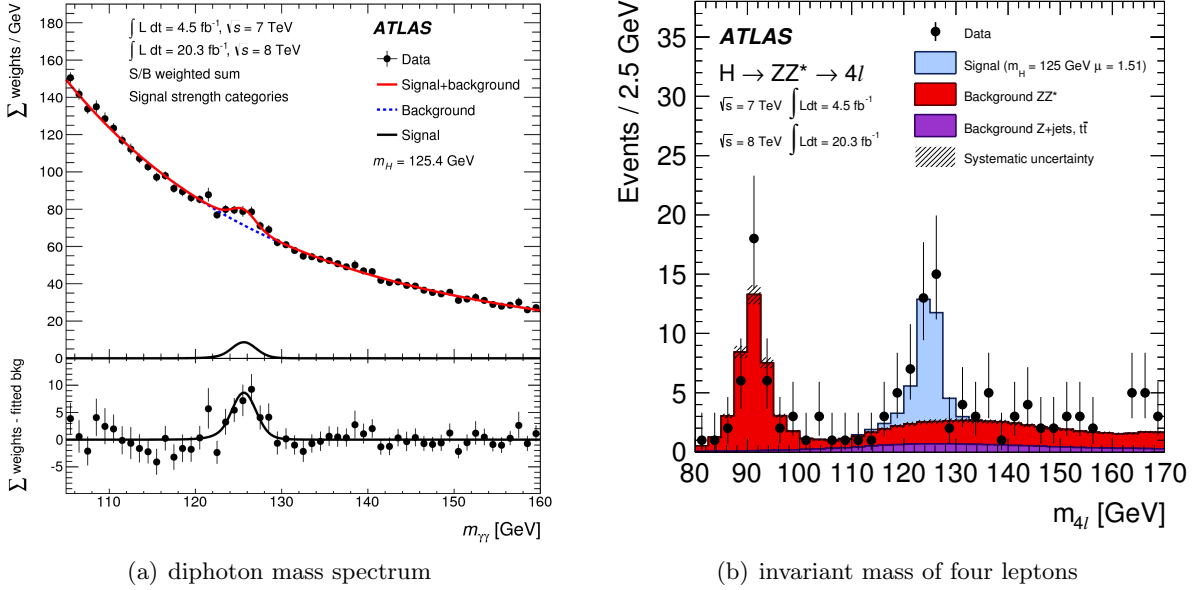 Σ weights / GeV
180
160
140
120
100
80
60
40
20
0
∫ L dt = 4.5 fb⁻¹, √s = 7 TeV
∫ L dt = 20.3 fb⁻¹, √s = 8 TeV
S/B weighted sum
Signal strength categories
ATLAS
Data
Signal+background
Background
Signal
m_H = 125.4 GeV
Σ weights - fitted bkg
10
5
0
-5
110 120 130 140 150 160
m_γγ [GeV]
(a) diphoton mass spectrum
Events / 2.5 GeV
35
30
25
20
15
10
5
0
ATLAS
H → ZZ* → 4l
√s = 7 TeV ∫ Ldt = 4.5 fb⁻¹
√s = 8 TeV ∫ Ldt = 20.3 fb⁻¹
Data
Signal (m_H = 125 GeV μ = 1.51)
Background ZZ*
Background Z+jets, tt̄
Systematic uncertainty
80 90 100 110 120 130 140 150 160 170
m_4l [GeV]
(b) invariant mass of four leptons